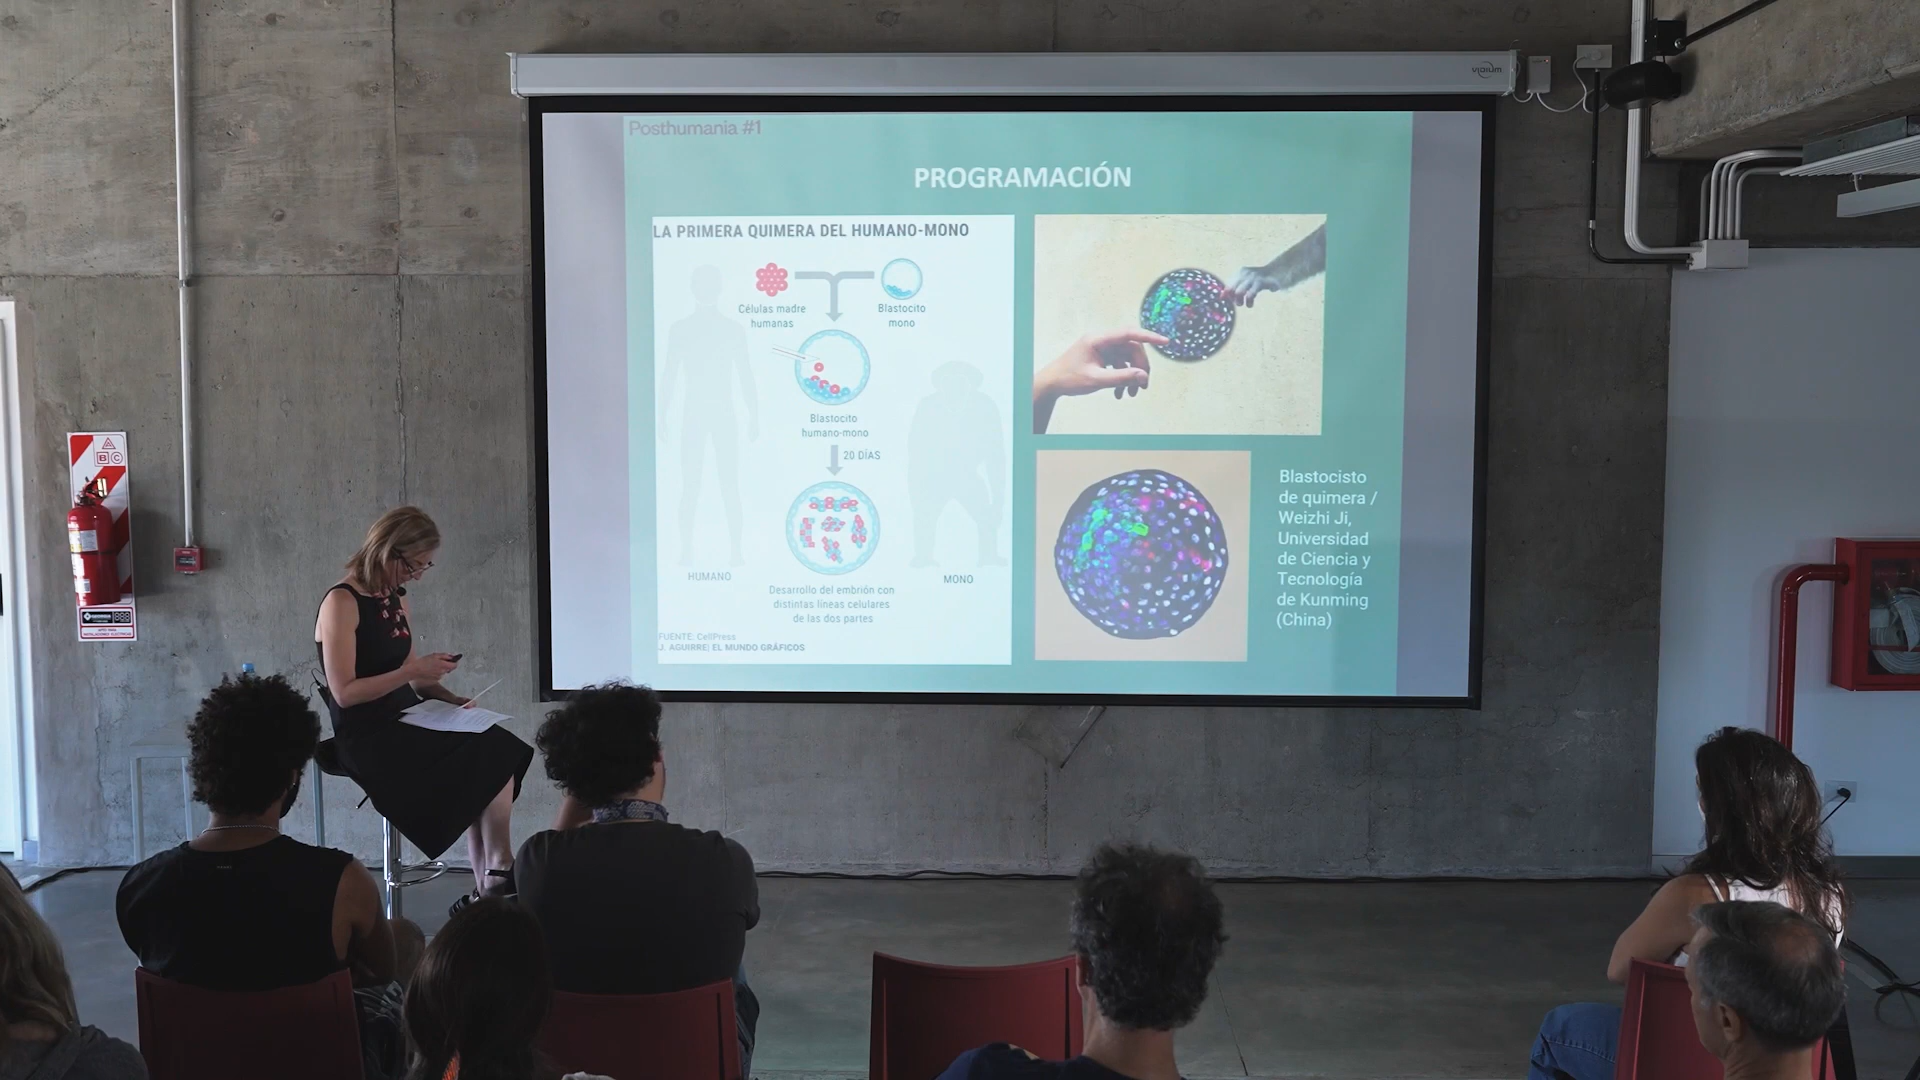 vidium
Posthumania #1
PROGRAMACIÓN
LA PRIMERA QUIMERA DEL HUMANO-MONO
Células madre
humanas
Blastocito
mono
Blastocito
humano-mono
20 DÍAS
HUMANO
MONO
Desarrollo del embrión con
distintas líneas celulares
de las dos partes
FUENTE: CellPress
J. AGUIRRE| EL MUNDO GRÁFICOS
Blastocisto
de quimera /
Weizhi Ji,
Universidad
de Ciencia y
Tecnología
de Kunming
(China)
A
B C